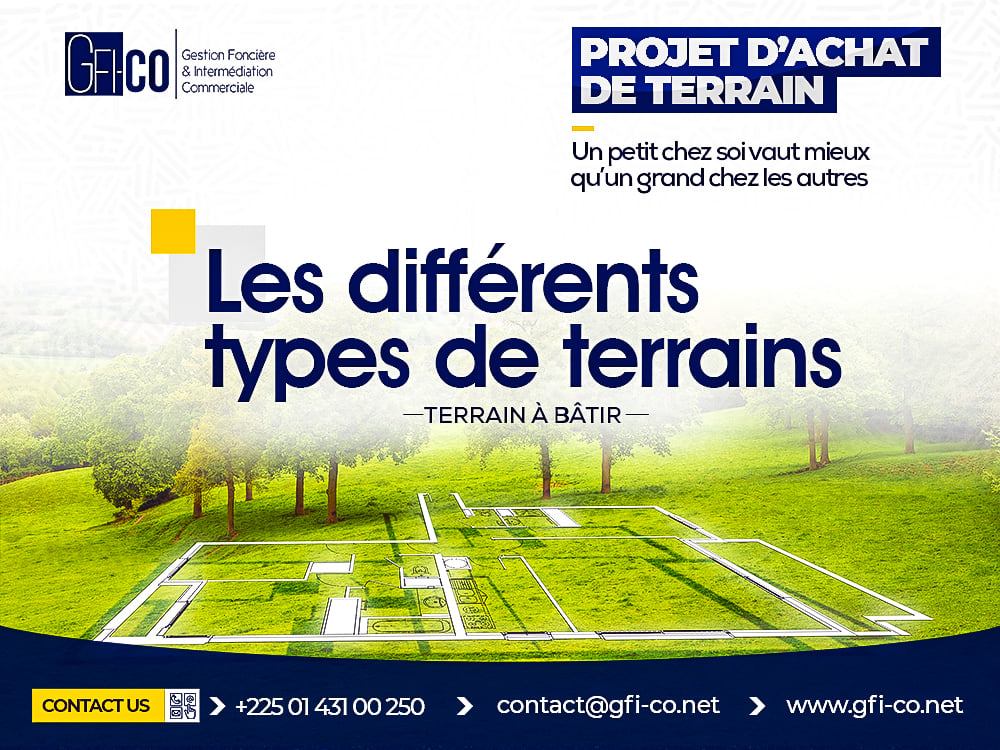 GFI-CO
Gestion Foncière
& Intermédiation
Commerciale
PROJET D'ACHAT
DE TERRAIN
Un petit chez soi vaut mieux
qu'un grand chez les autres
Les différents
types de terrains
TERRAIN À BÂTIR
CONTACT US
+225 01 431 00 250
contact@gfi-co.net
www.gfi-co.net